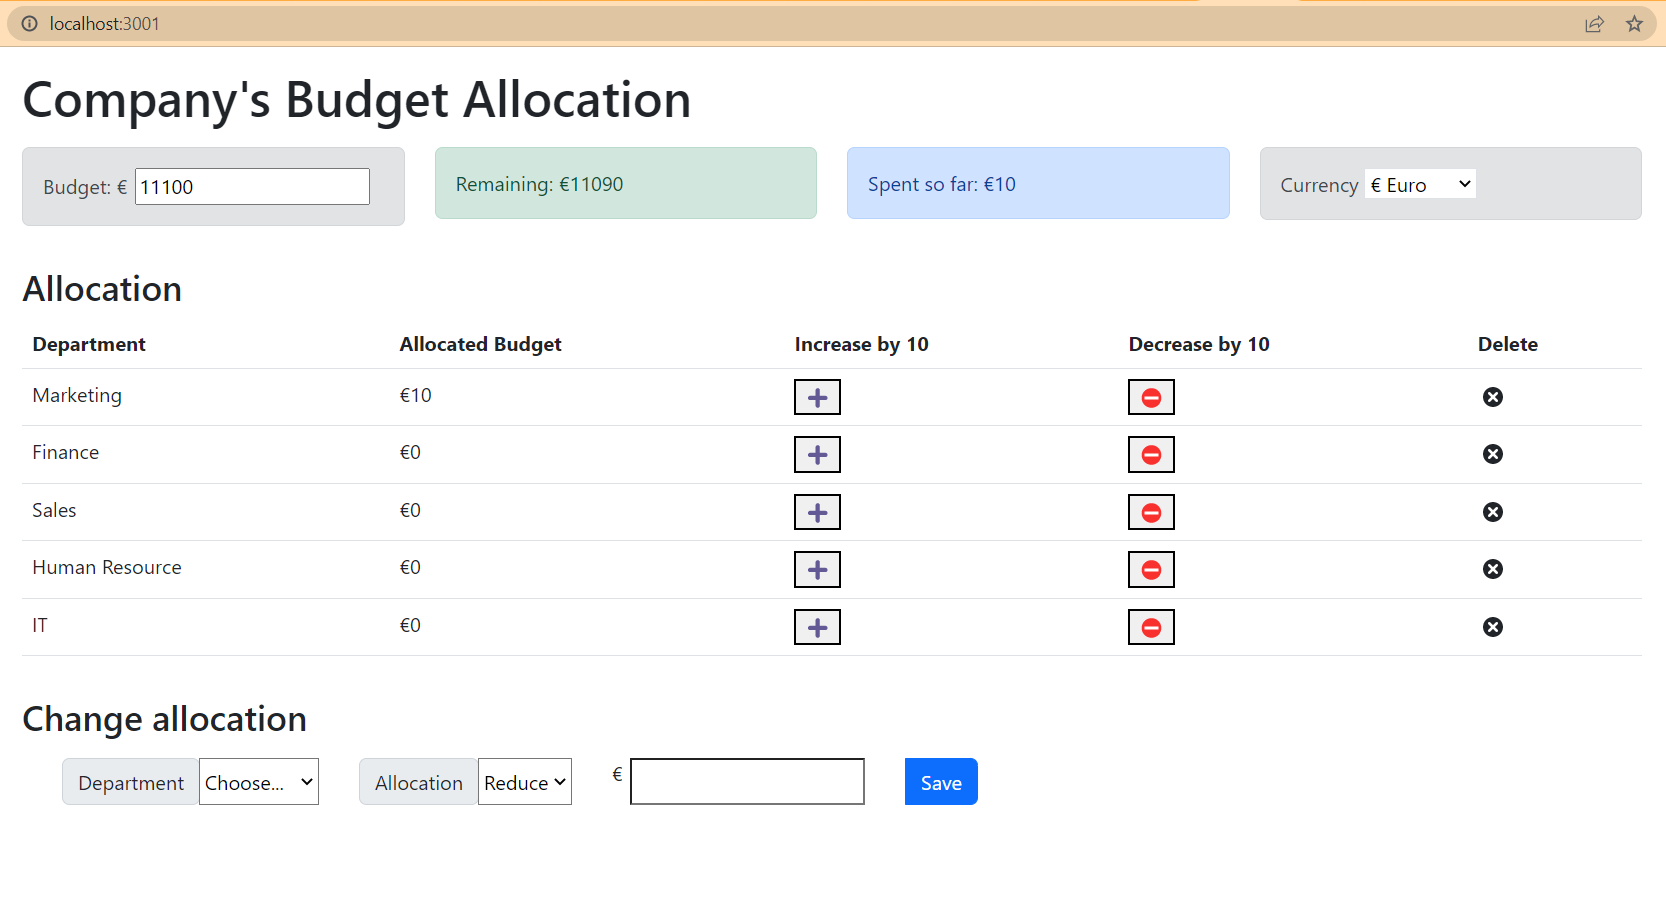 localhost:3001
Company's Budget Allocation
Budget: € 11100
Remaining: €11090
Spent so far: €10
Currency € Euro
Allocation
Department Allocated Budget Increase by 10 Decrease by 10 Delete
Marketing €10
Finance €0
Sales €0
Human Resource €0
IT €0
Change allocation
Department Choose... Allocation Reduce € Save